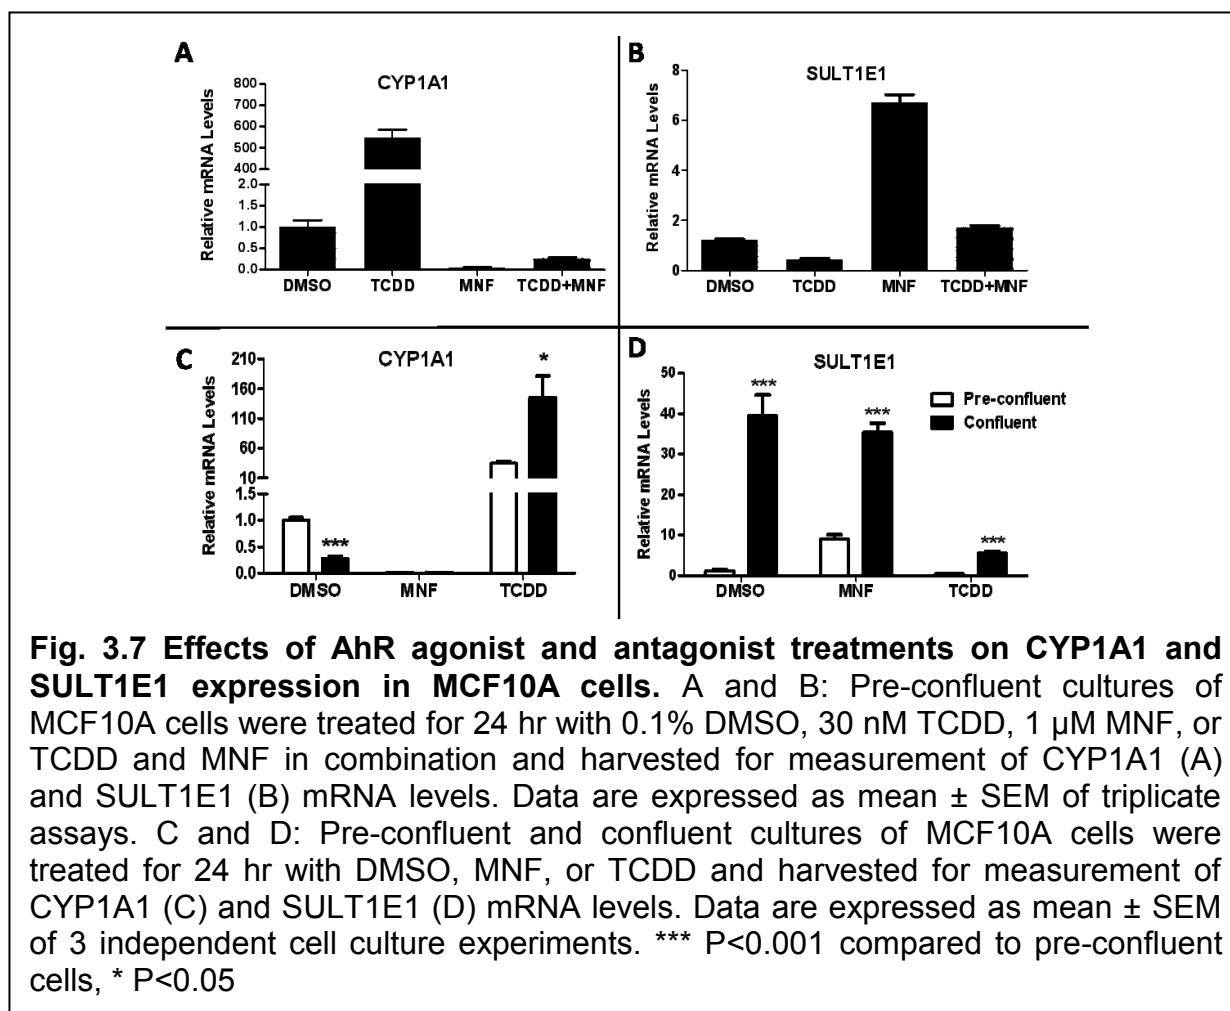 A
CYP1A1
Relative mRNA Levels
800
700
600
500
400
300
200
100
2.0
1.5
1.0
0.5
0.0
DMSO TCDD MNF TCDD+MNF
B
SULT1E1
Relative mRNA Levels
8
6
4
2
0
DMSO TCDD MNF TCDD+MNF
C
CYP1A1
Relative mRNA Levels
210
160
110
60
10
1.5
1.0
0.5
0.0
***
*
DMSO MNF TCDD
D
SULT1E1
Relative mRNA Levels
50
40
30
20
10
0
***
***
***
Pre-confluent
Confluent
DMSO MNF TCDD
Fig. 3.7 Effects of AhR agonist and antagonist treatments on CYP1A1 and
SULT1E1 expression in MCF10A cells. A and B: Pre-confluent cultures of
MCF10A cells were treated for 24 hr with 0.1% DMSO, 30 nM TCDD, 1 µM MNF, or
TCDD and MNF in combination and harvested for measurement of CYP1A1 (A)
and SULT1E1 (B) mRNA levels. Data are expressed as mean ± SEM of triplicate
assays. C and D: Pre-confluent and confluent cultures of MCF10A cells were
treated for 24 hr with DMSO, MNF, or TCDD and harvested for measurement of
CYP1A1 (C) and SULT1E1 (D) mRNA levels. Data are expressed as mean ± SEM
of 3 independent cell culture experiments. *** P<0.001 compared to pre-confluent
cells, * P<0.05